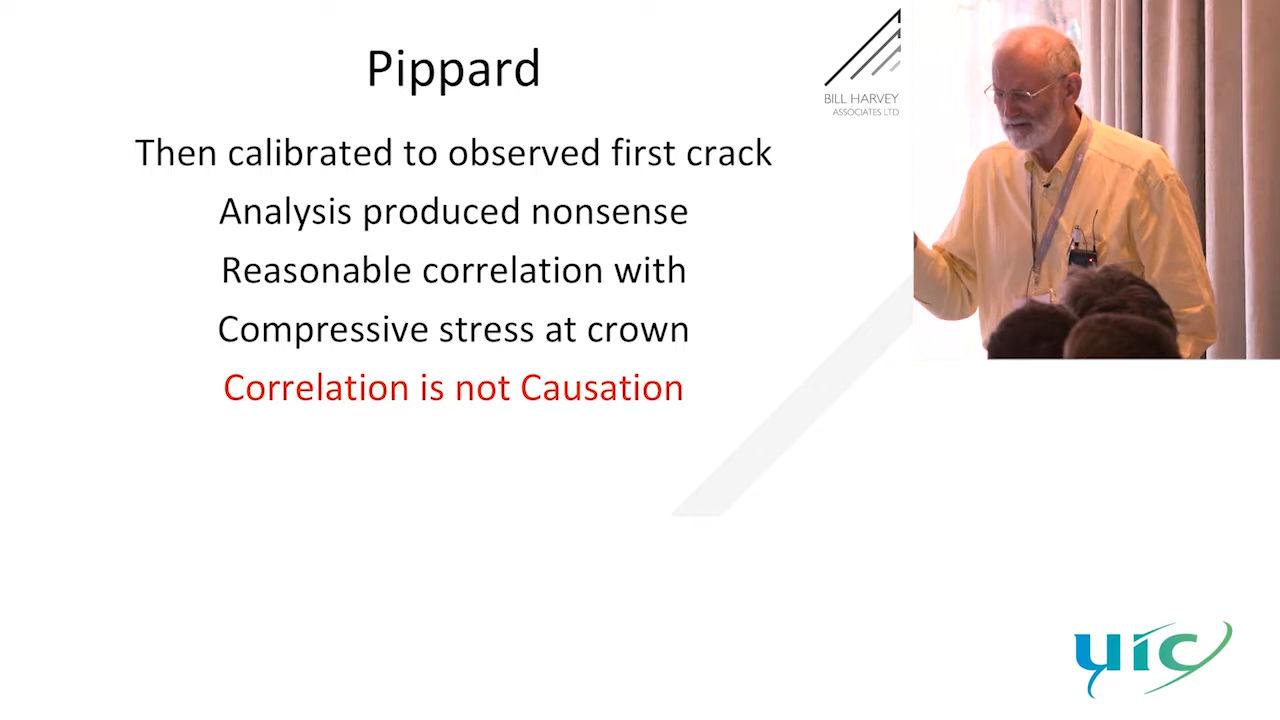 Pippard
BILL HARVEY
ASSOCIATES LTD
Then calibrated to observed first crack
Analysis produced nonsense
Reasonable correlation with
Compressive stress at crown
Correlation is not Causation
uic